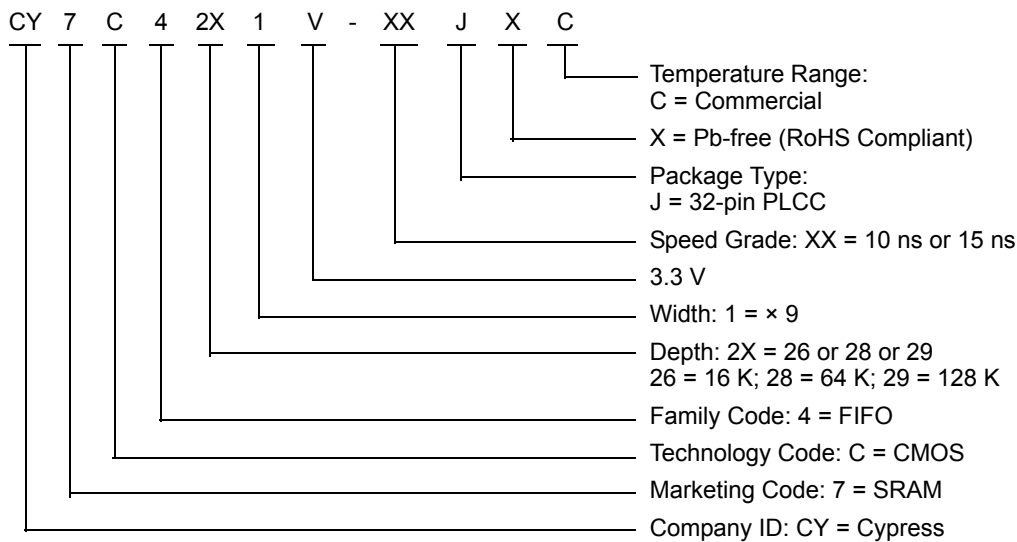 CY 7 C 4 2X 1 V - XX J X C
Temperature Range:
C = Commercial
X = Pb-free (RoHS Compliant)
Package Type:
J = 32-pin PLCC
Speed Grade: XX = 10 ns or 15 ns
3.3 V
Width: 1 = × 9
Depth: 2X = 26 or 28 or 29
26 = 16 K; 28 = 64 K; 29 = 128 K
Family Code: 4 = FIFO
Technology Code: C = CMOS
Marketing Code: 7 = SRAM
Company ID: CY = Cypress